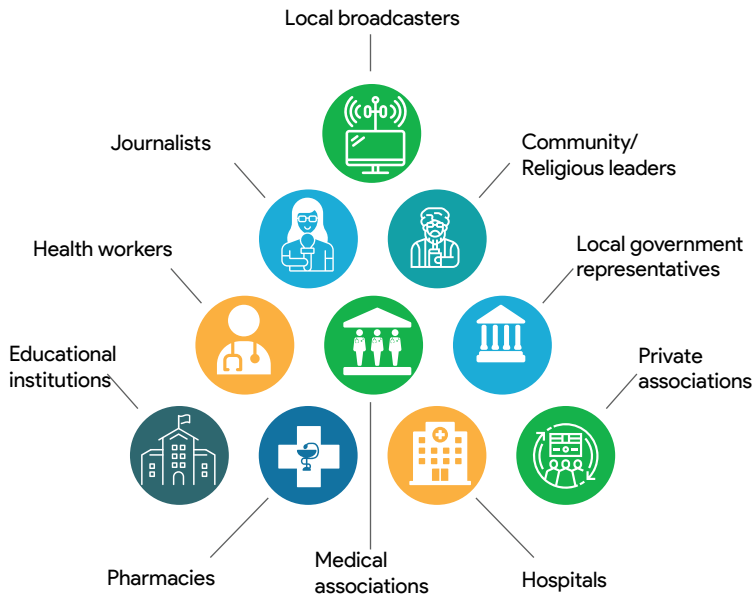 Local broadcasters
Journalists
Community/
Religious leaders
Health workers
Local government
representatives
Educational
institutions
Private
associations
Pharmacies
Medical
associations
Hospitals